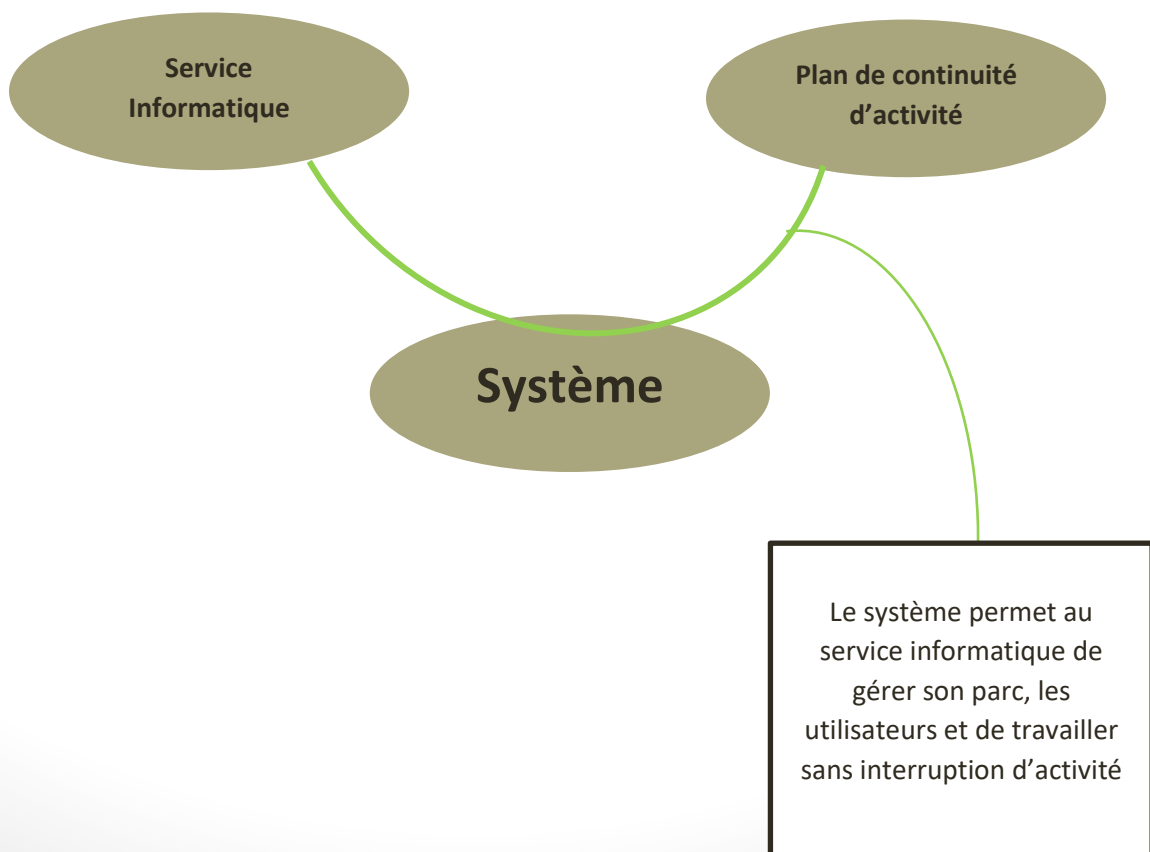 Service
Informatique
Plan de continuité
d’activité
Système
Le système permet au
service informatique de
gérer son parc, les
utilisateurs et de travailler
sans interruption d’activité